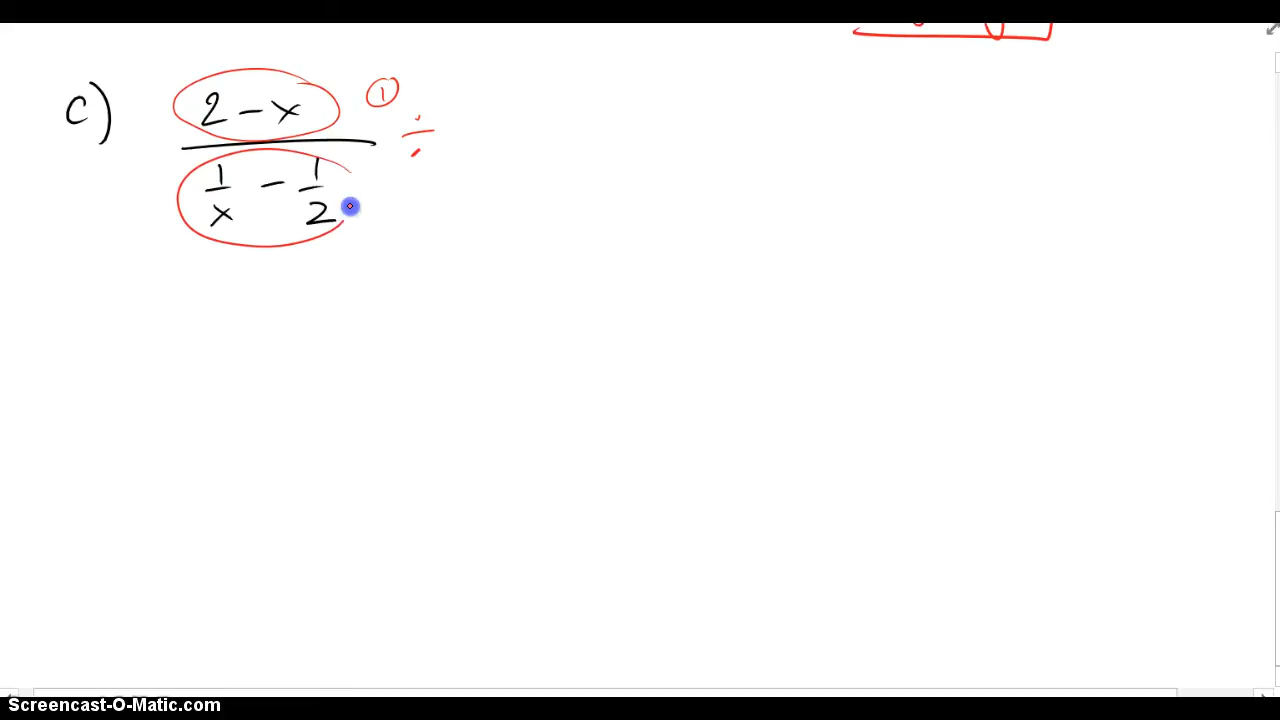 c) 2 - x ① ÷
1/x - 1/2
Screencast-O-Matic.com